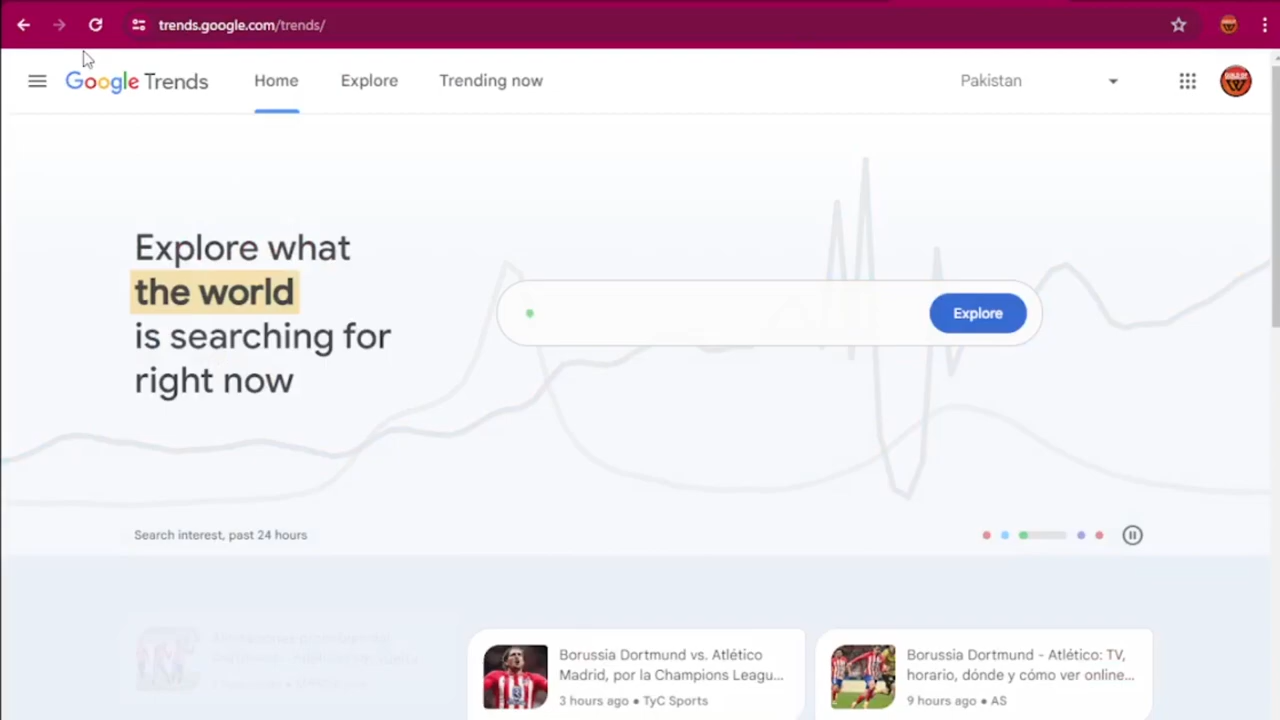 trends.google.com/trends/
Google Trends
Home
Explore
Trending now
Pakistan
Explore what
the world
is searching for
right now
Explore
Search interest, past 24 hours
Borussia Dortmund vs. Atlético
Madrid, por la Champions Leagu...
3 hours ago • TyC Sports
Borussia Dortmund - Atlético: TV,
horario, dónde y cómo ver online...
9 hours ago • AS